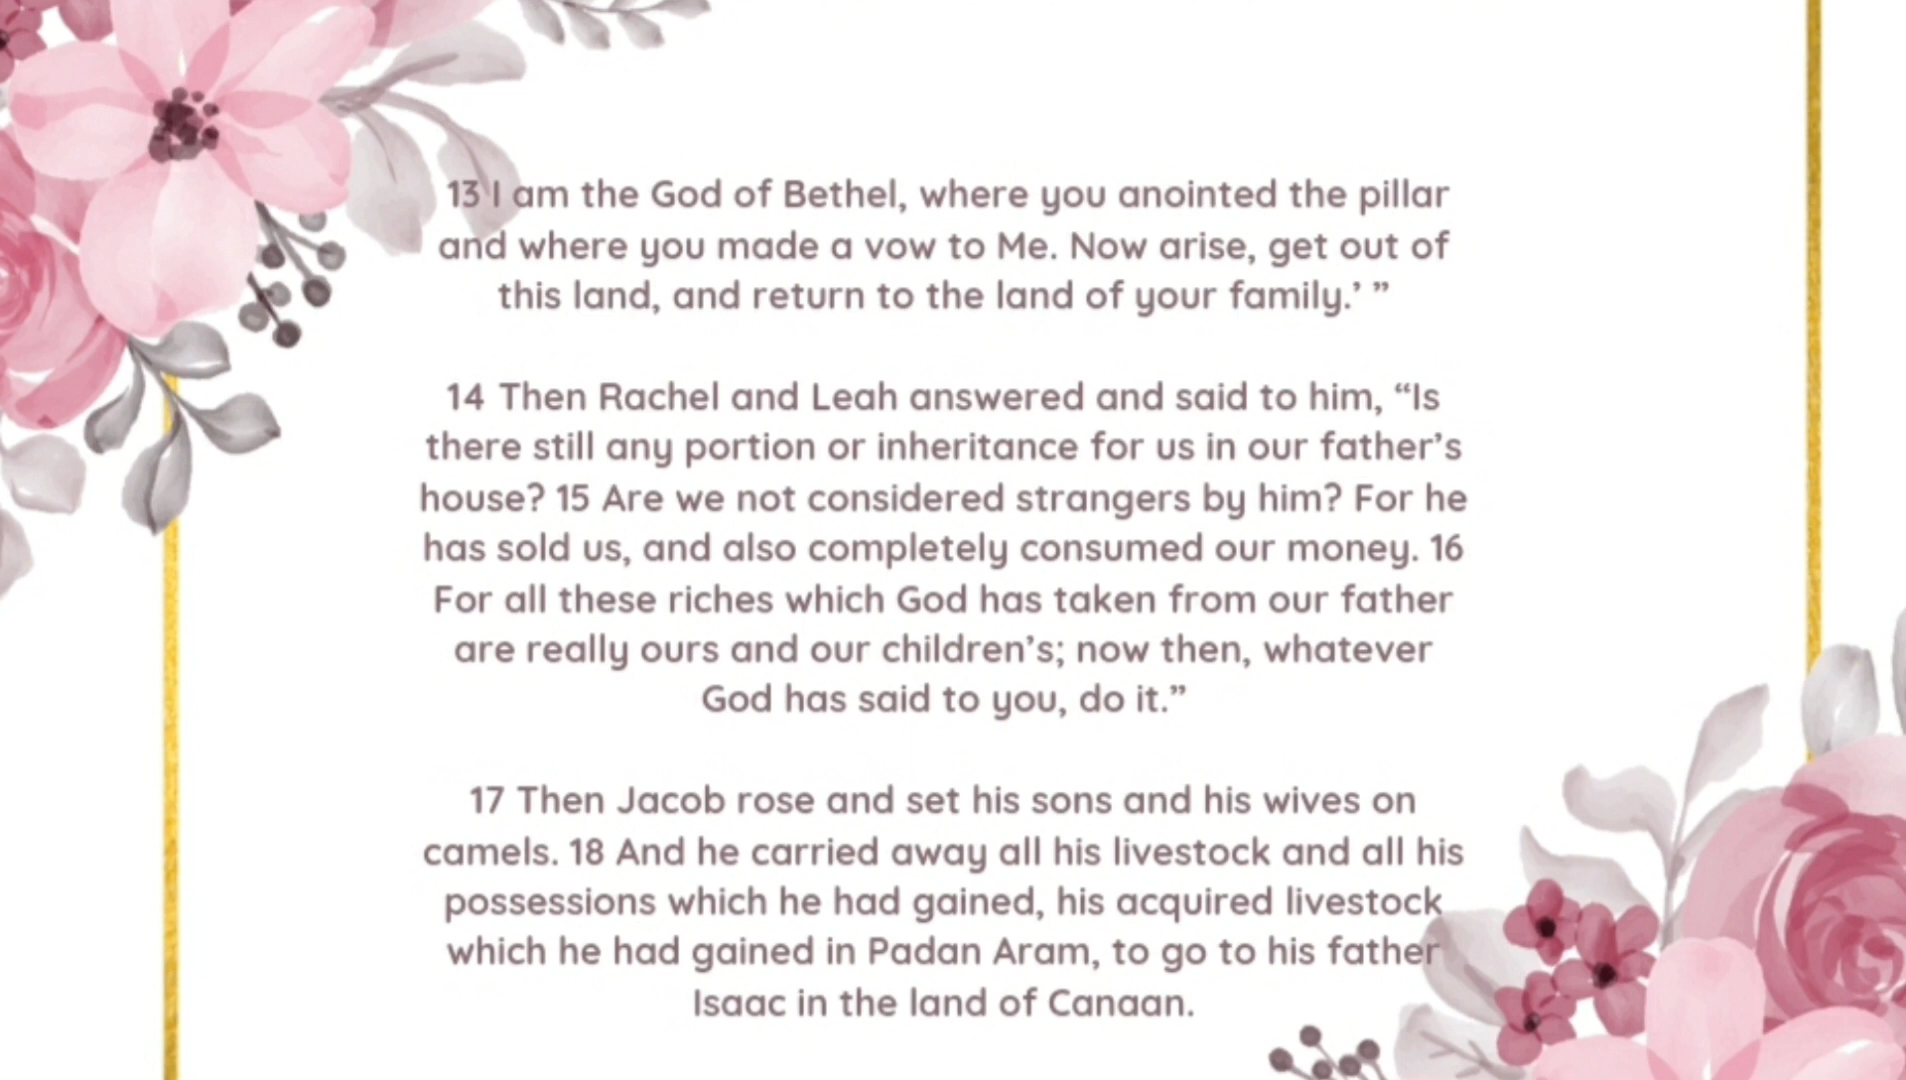 13 I am the God of Bethel, where you anointed the pillar
and where you made a vow to Me. Now arise, get out of
this land, and return to the land of your family.’ ”
14 Then Rachel and Leah answered and said to him, “Is
there still any portion or inheritance for us in our father’s
house? 15 Are we not considered strangers by him? For he
has sold us, and also completely consumed our money. 16
For all these riches which God has taken from our father
are really ours and our children’s; now then, whatever
God has said to you, do it.”
17 Then Jacob rose and set his sons and his wives on
camels. 18 And he carried away all his livestock and all his
possessions which he had gained, his acquired livestock
which he had gained in Padan Aram, to go to his father
Isaac in the land of Canaan.